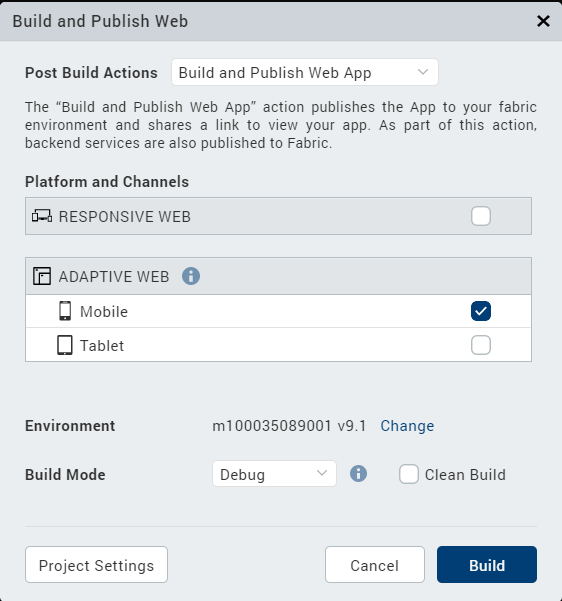 Build and Publish Web
Post Build Actions Build and Publish Web App
The “Build and Publish Web App” action publishes the App to your fabric
environment and shares a link to view your app. As part of this action,
backend services are also published to Fabric.
Platform and Channels
RESPONSIVE WEB
ADAPTIVE WEB
Mobile
Tablet
Environment m100035089001 v9.1 Change
Build Mode Debug Clean Build
Project Settings Cancel Build